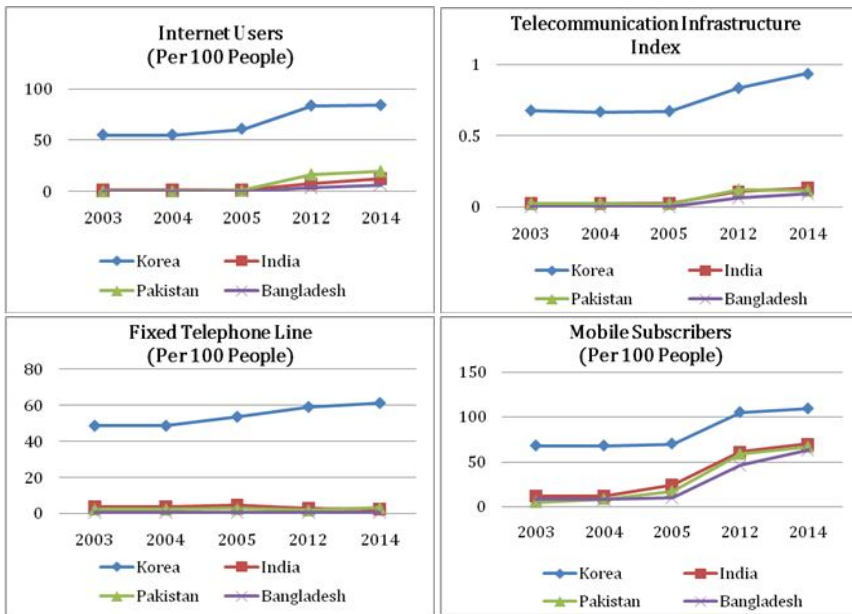 Internet Users
(Per 100 People)
100
50
0
2003 2004 2005 2012 2014
Korea India
Pakistan Bangladesh
Telecommunication Infrastructure
Index
1
0.5
0
2003 2004 2005 2012 2014
Korea India
Pakistan Bangladesh
Fixed Telephone Line
(Per 100 People)
80
60
40
20
0
2003 2004 2005 2012 2014
Korea India
Pakistan Bangladesh
Mobile Subscribers
(Per 100 People)
150
100
50
0
2003 2004 2005 2012 2014
Korea India
Pakistan Bangladesh